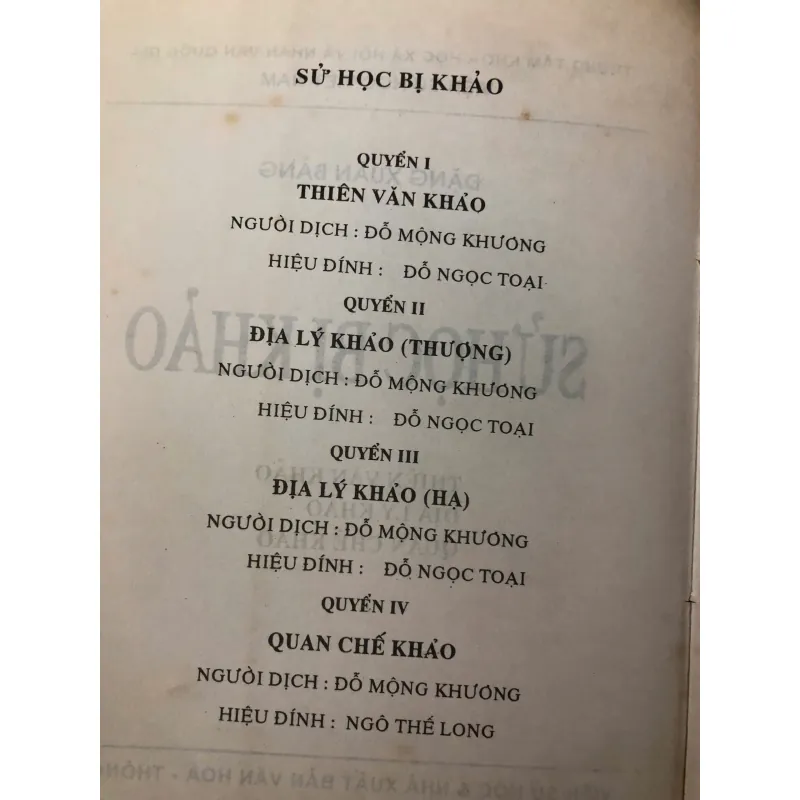 SỬ HỌC BỊ KHẢO
QUYỂN I
THIÊN VĂN KHẢO
NGƯỜI DỊCH : ĐỖ MỘNG KHƯƠNG
HIỆU ĐÍNH : ĐỖ NGỌC TOẠI
QUYỂN II
ĐỊA LÝ KHẢO (THƯỢNG)
NGƯỜI DỊCH : ĐỖ MỘNG KHƯƠNG
HIỆU ĐÍNH : ĐỖ NGỌC TOẠI
QUYỂN III
ĐỊA LÝ KHẢO (HẠ)
NGƯỜI DỊCH : ĐỖ MỘNG KHƯƠNG
HIỆU ĐÍNH : ĐỖ NGỌC TOẠI
QUYỂN IV
QUAN CHẾ KHẢO
NGƯỜI DỊCH : ĐỖ MỘNG KHƯƠNG
HIỆU ĐÍNH : NGÔ THẾ LONG